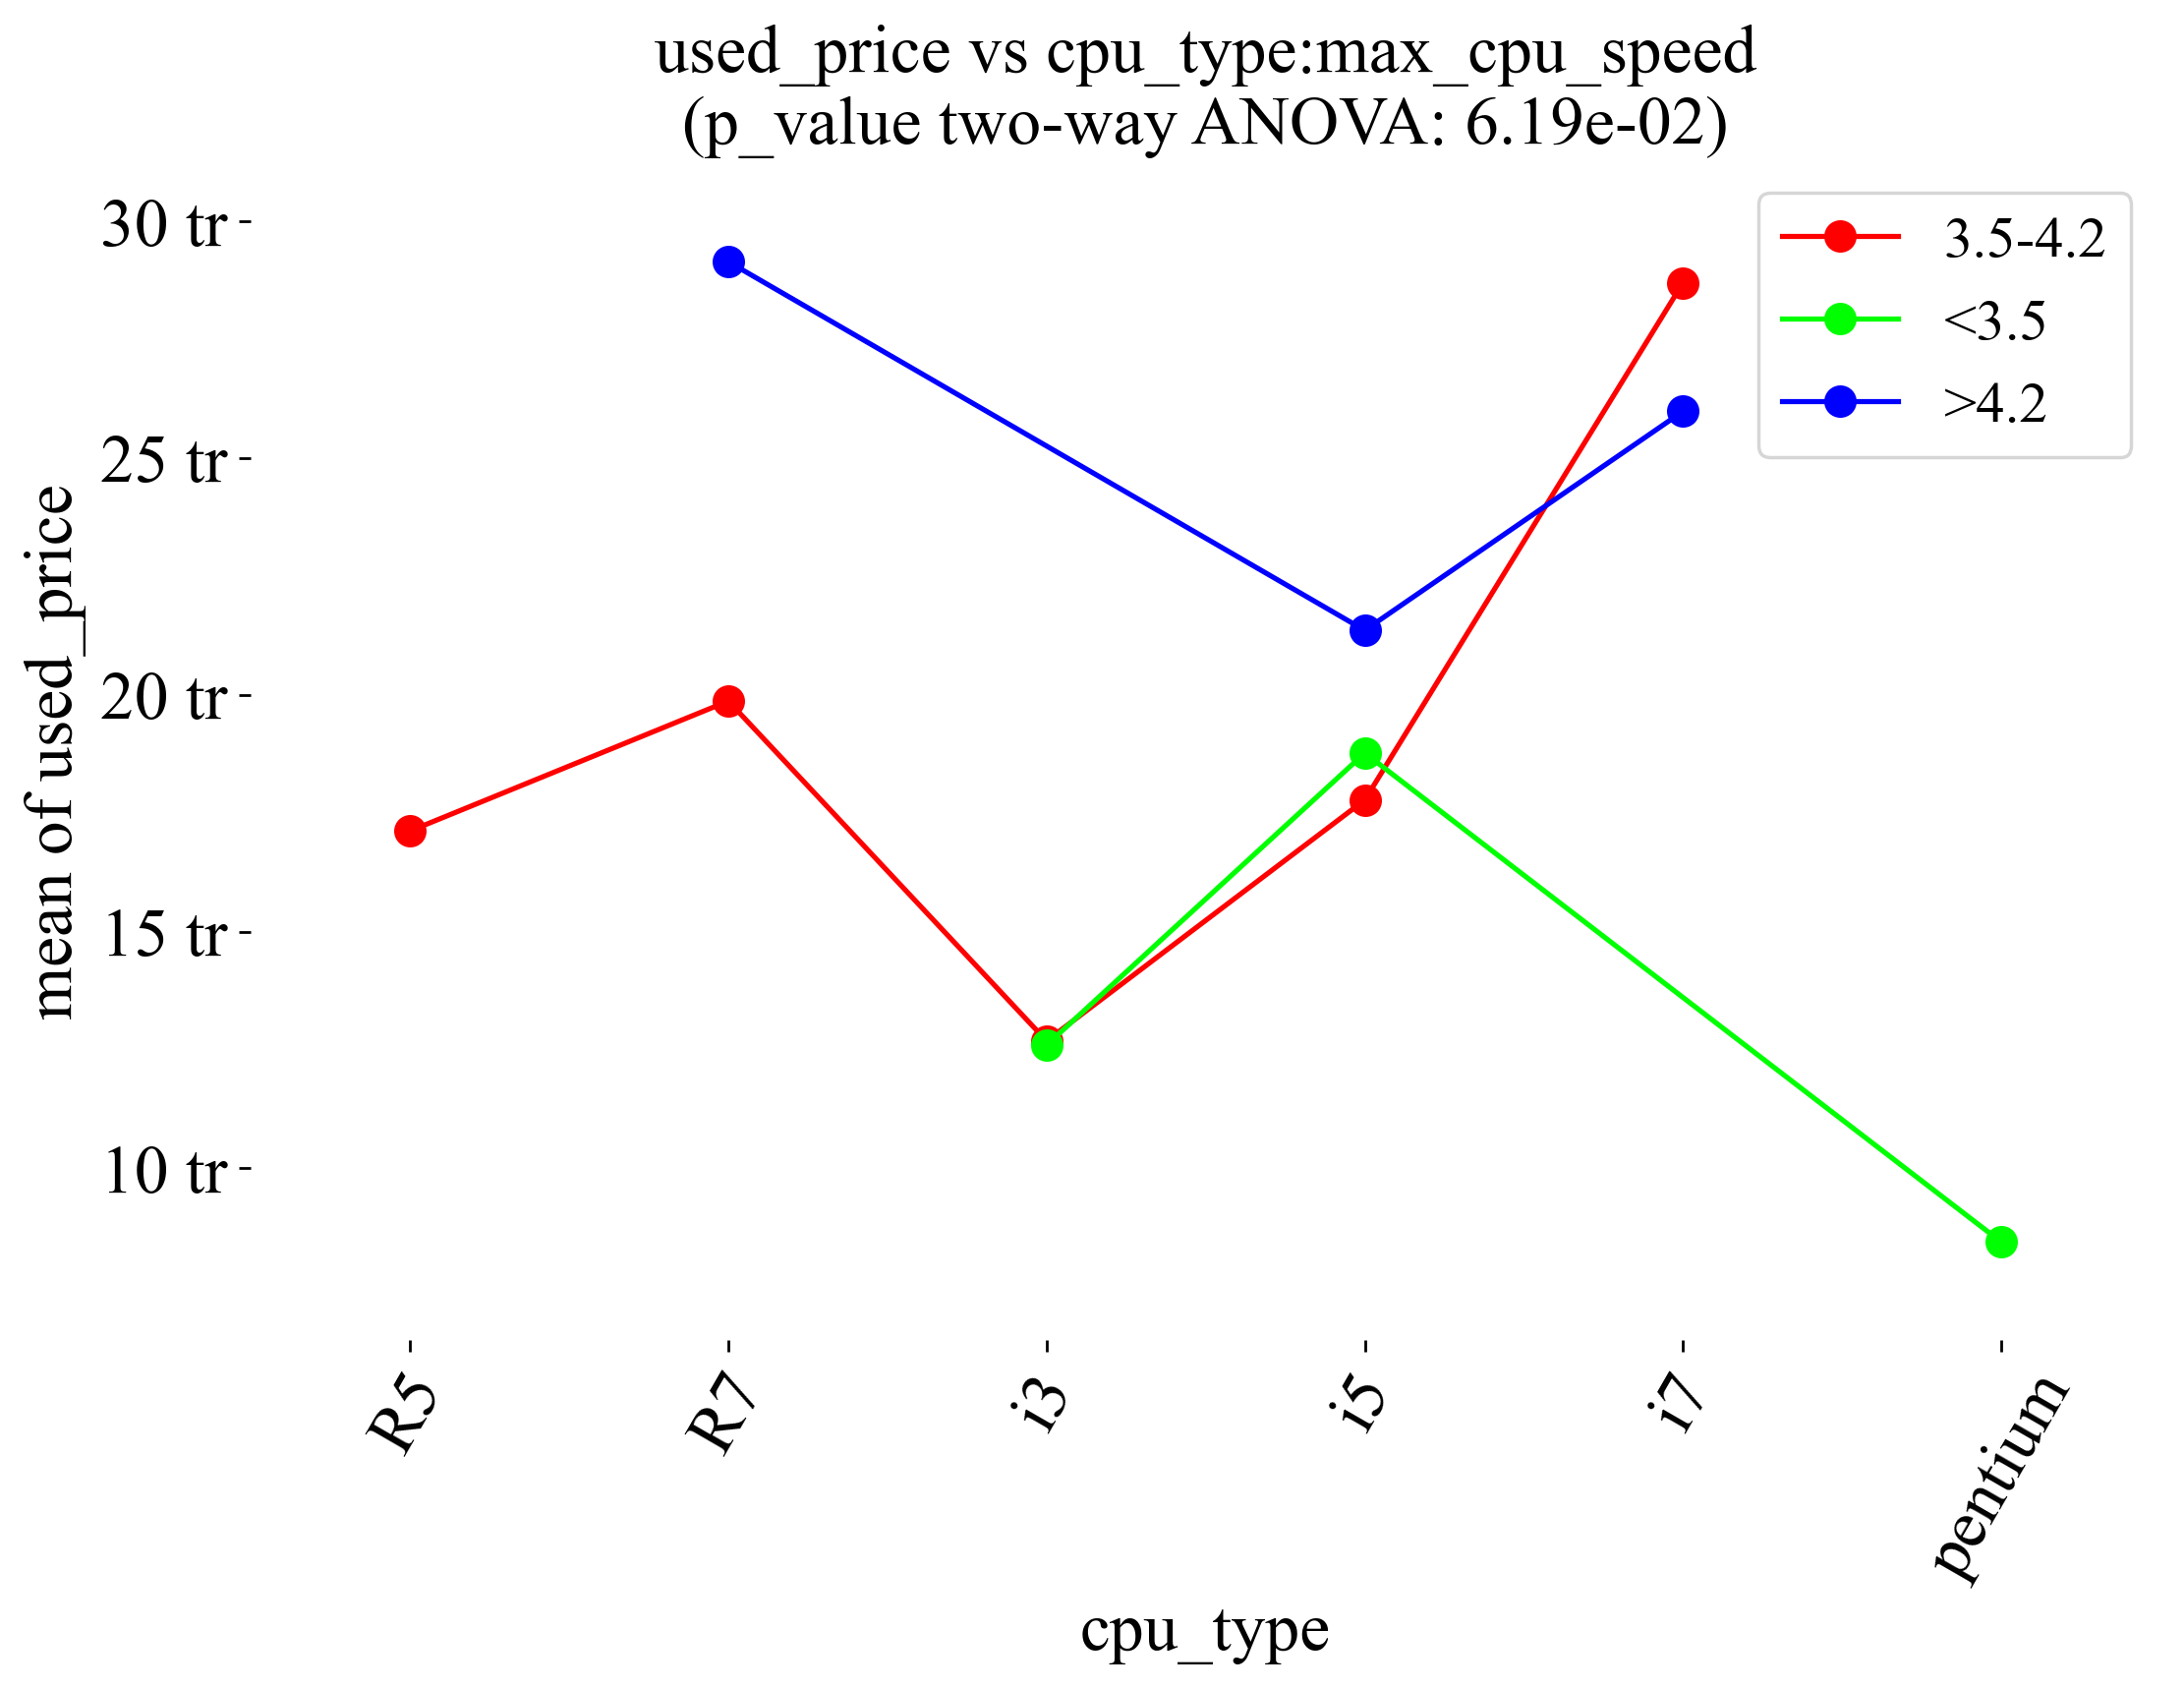 used_price vs cpu_type:max_cpu_speed
(p_value two-way ANOVA: 6.19e-02)
3.5-4.2
<3.5
>4.2
mean of used_price
30 tr
25 tr
20 tr
15 tr
10 tr
R5
R7
i3
i5
i7
pentium
cpu_type